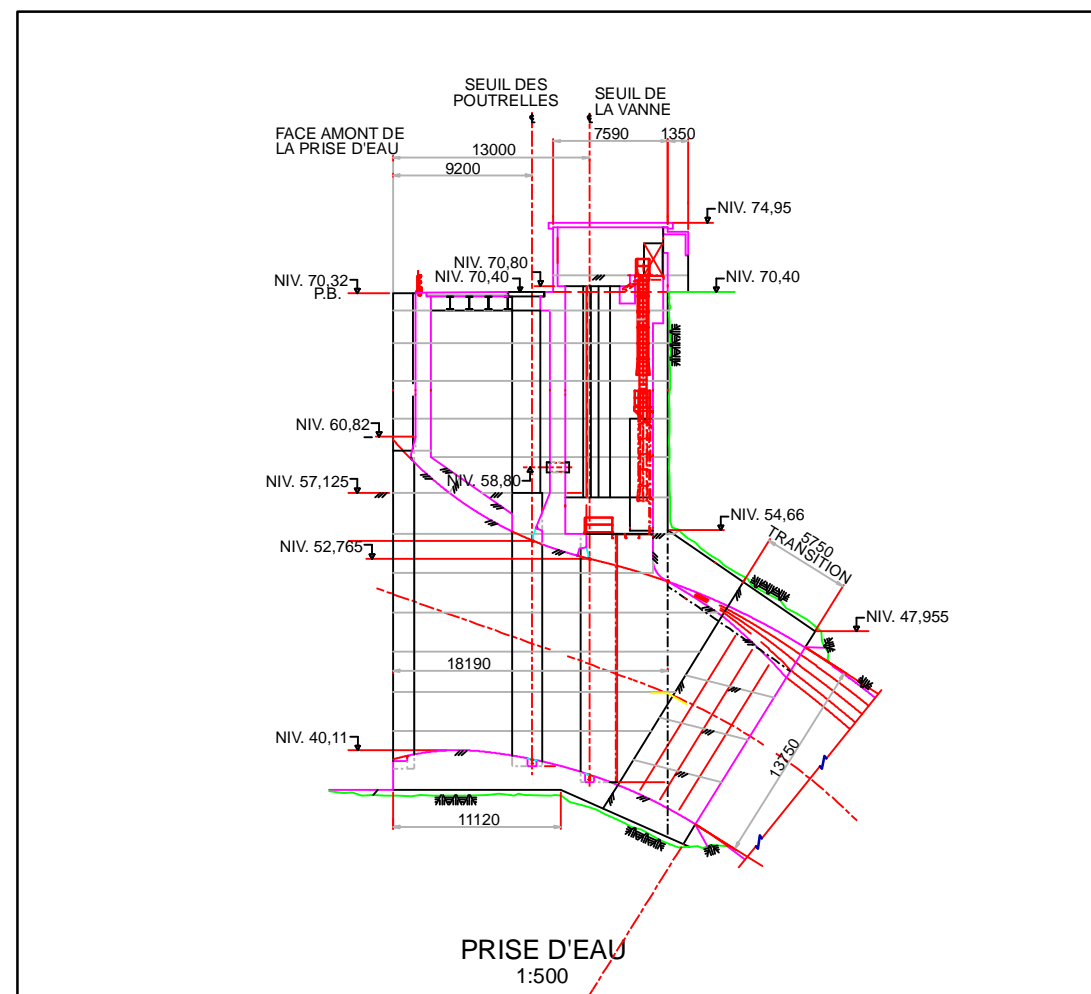 SEUIL DES
POUTRELLES
SEUIL DE
LA VANNE
FACE AMONT DE
LA PRISE D'EAU
7590
1350
13000
9200
NIV. 74,95
NIV. 70,80
NIV. 70,40
NIV. 70,32
P.B.
NIV. 70,40
NIV. 60,82
NIV. 58,80
NIV. 57,125
NIV. 54,66
NIV. 52,765
5750
TRANSITION
NIV. 47,955
18190
NIV. 40,11
13750
11120
PRISE D'EAU
1:500